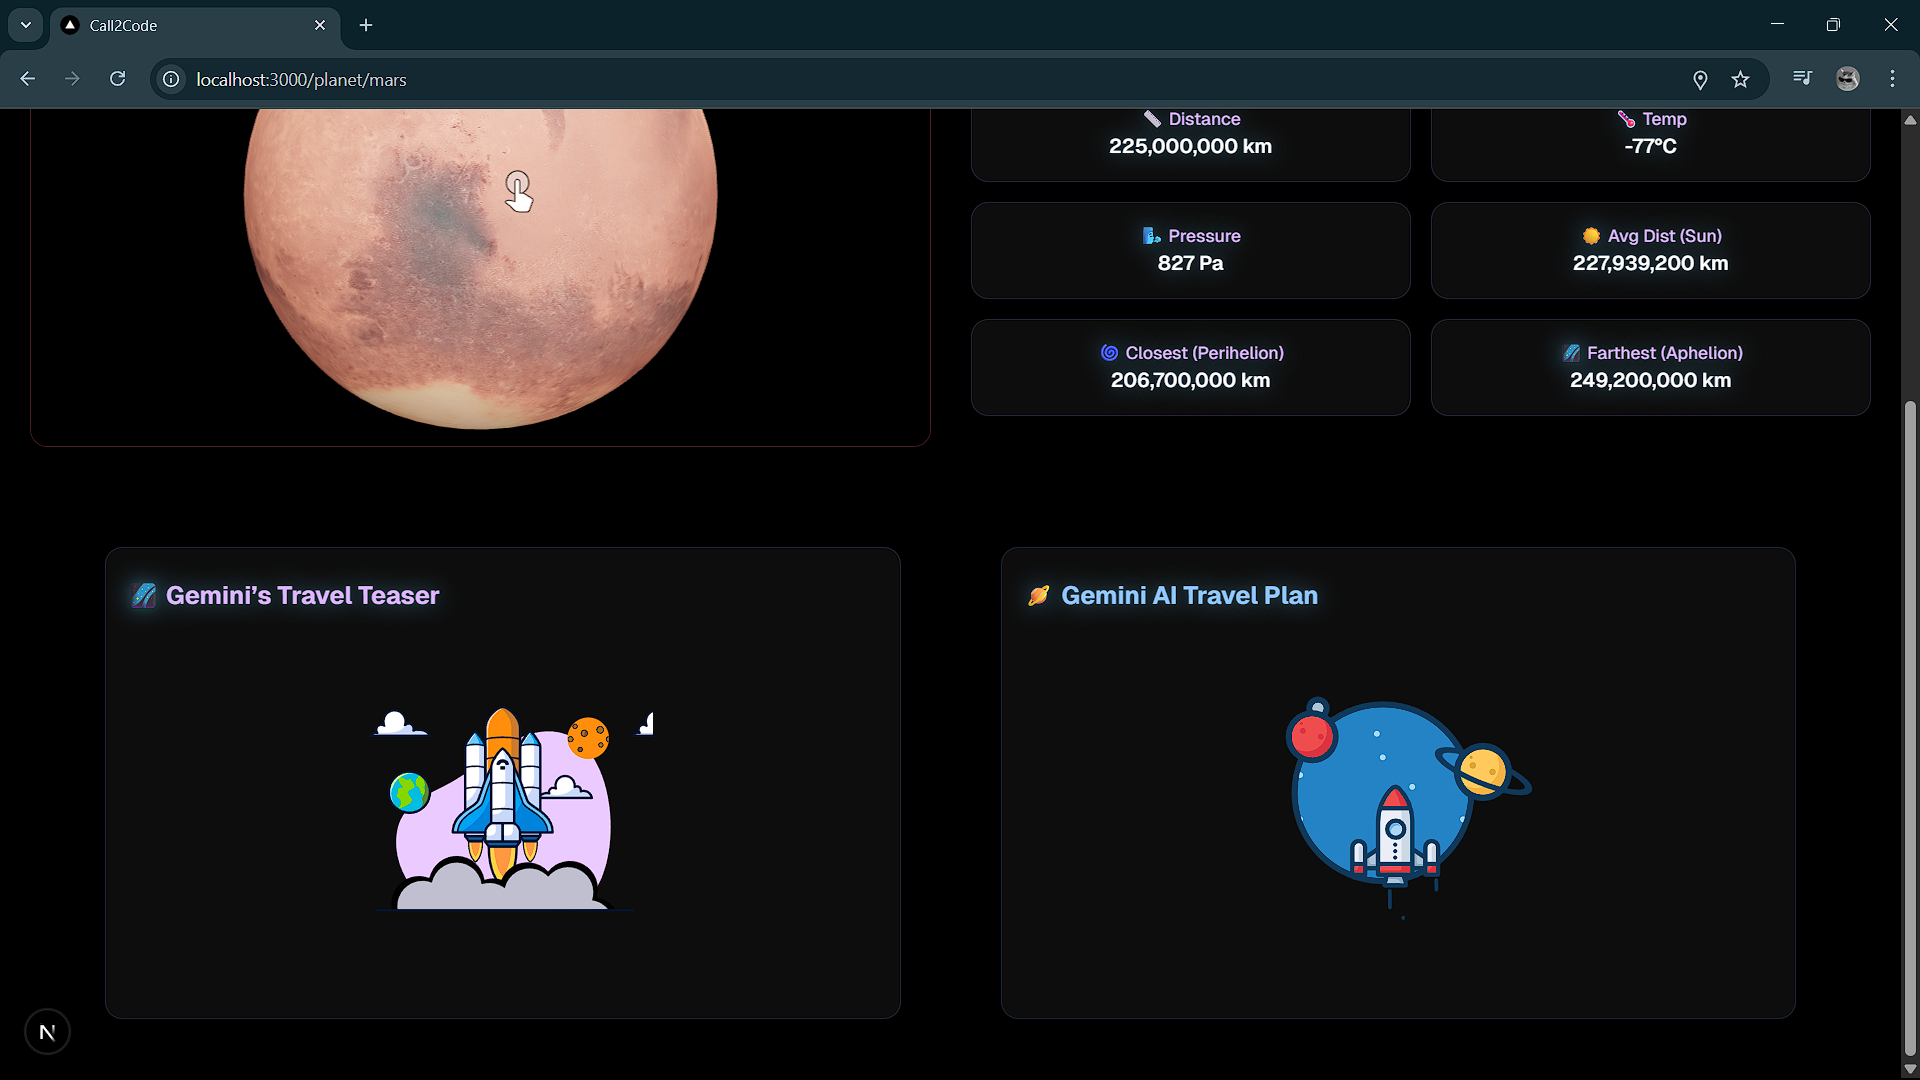 Call2Code
localhost:3000/planet/mars
Distance
225,000,000 km
Temp
-77°C
Pressure
827 Pa
Avg Dist (Sun)
227,939,200 km
Closest (Perihelion)
206,700,000 km
Farthest (Aphelion)
249,200,000 km
Gemini’s Travel Teaser
Gemini AI Travel Plan
N